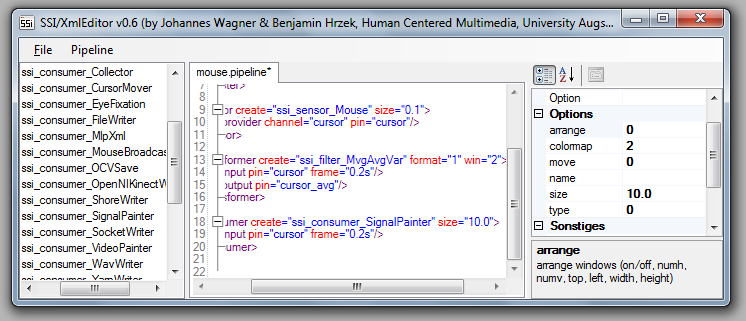 SSI SSI/XmlEditor v0.6 (by Johannes Wagner & Benjamin Hrzek, Human Centered Multimedia, University Augs...
File Pipeline
ssi_consumer_Collector
ssi_consumer_CursorMover
ssi_consumer_EyeFixation
ssi_consumer_FileWriter
ssi_consumer_MlpXml
ssi_consumer_MouseBroadcas
ssi_consumer_OCVSave
ssi_consumer_OpenNIKinectW
ssi_consumer_ShoreWriter
ssi_consumer_SignalPainter
ssi_consumer_SocketWriter
ssi_consumer_VideoPainter
ssi_consumer_WavWriter
ssi_consumer_YarpWriter
mouse.pipeline*
7 ter>
8
9 or create="ssi_sensor_Mouse" size="0.1">
10 provider channel="cursor" pin="cursor"/>
11 or>
12
13 former create="ssi_filter_MvgAvgVar" format="1" win="2">
14 input pin="cursor" frame="0.2s"/>
15 output pin="cursor_avg"/>
16 sformer>
17
18 umer create="ssi_consumer_SignalPainter" size="10.0">
19 input pin="cursor" frame="0.2s"/>
20 umer>
21
22
Option
Options
arrange 0
colormap 2
move 0
name
size 10.0
type 0
Sonstiges
arrange
arrange windows (on/off, numh,
numv, top, left, width, height)